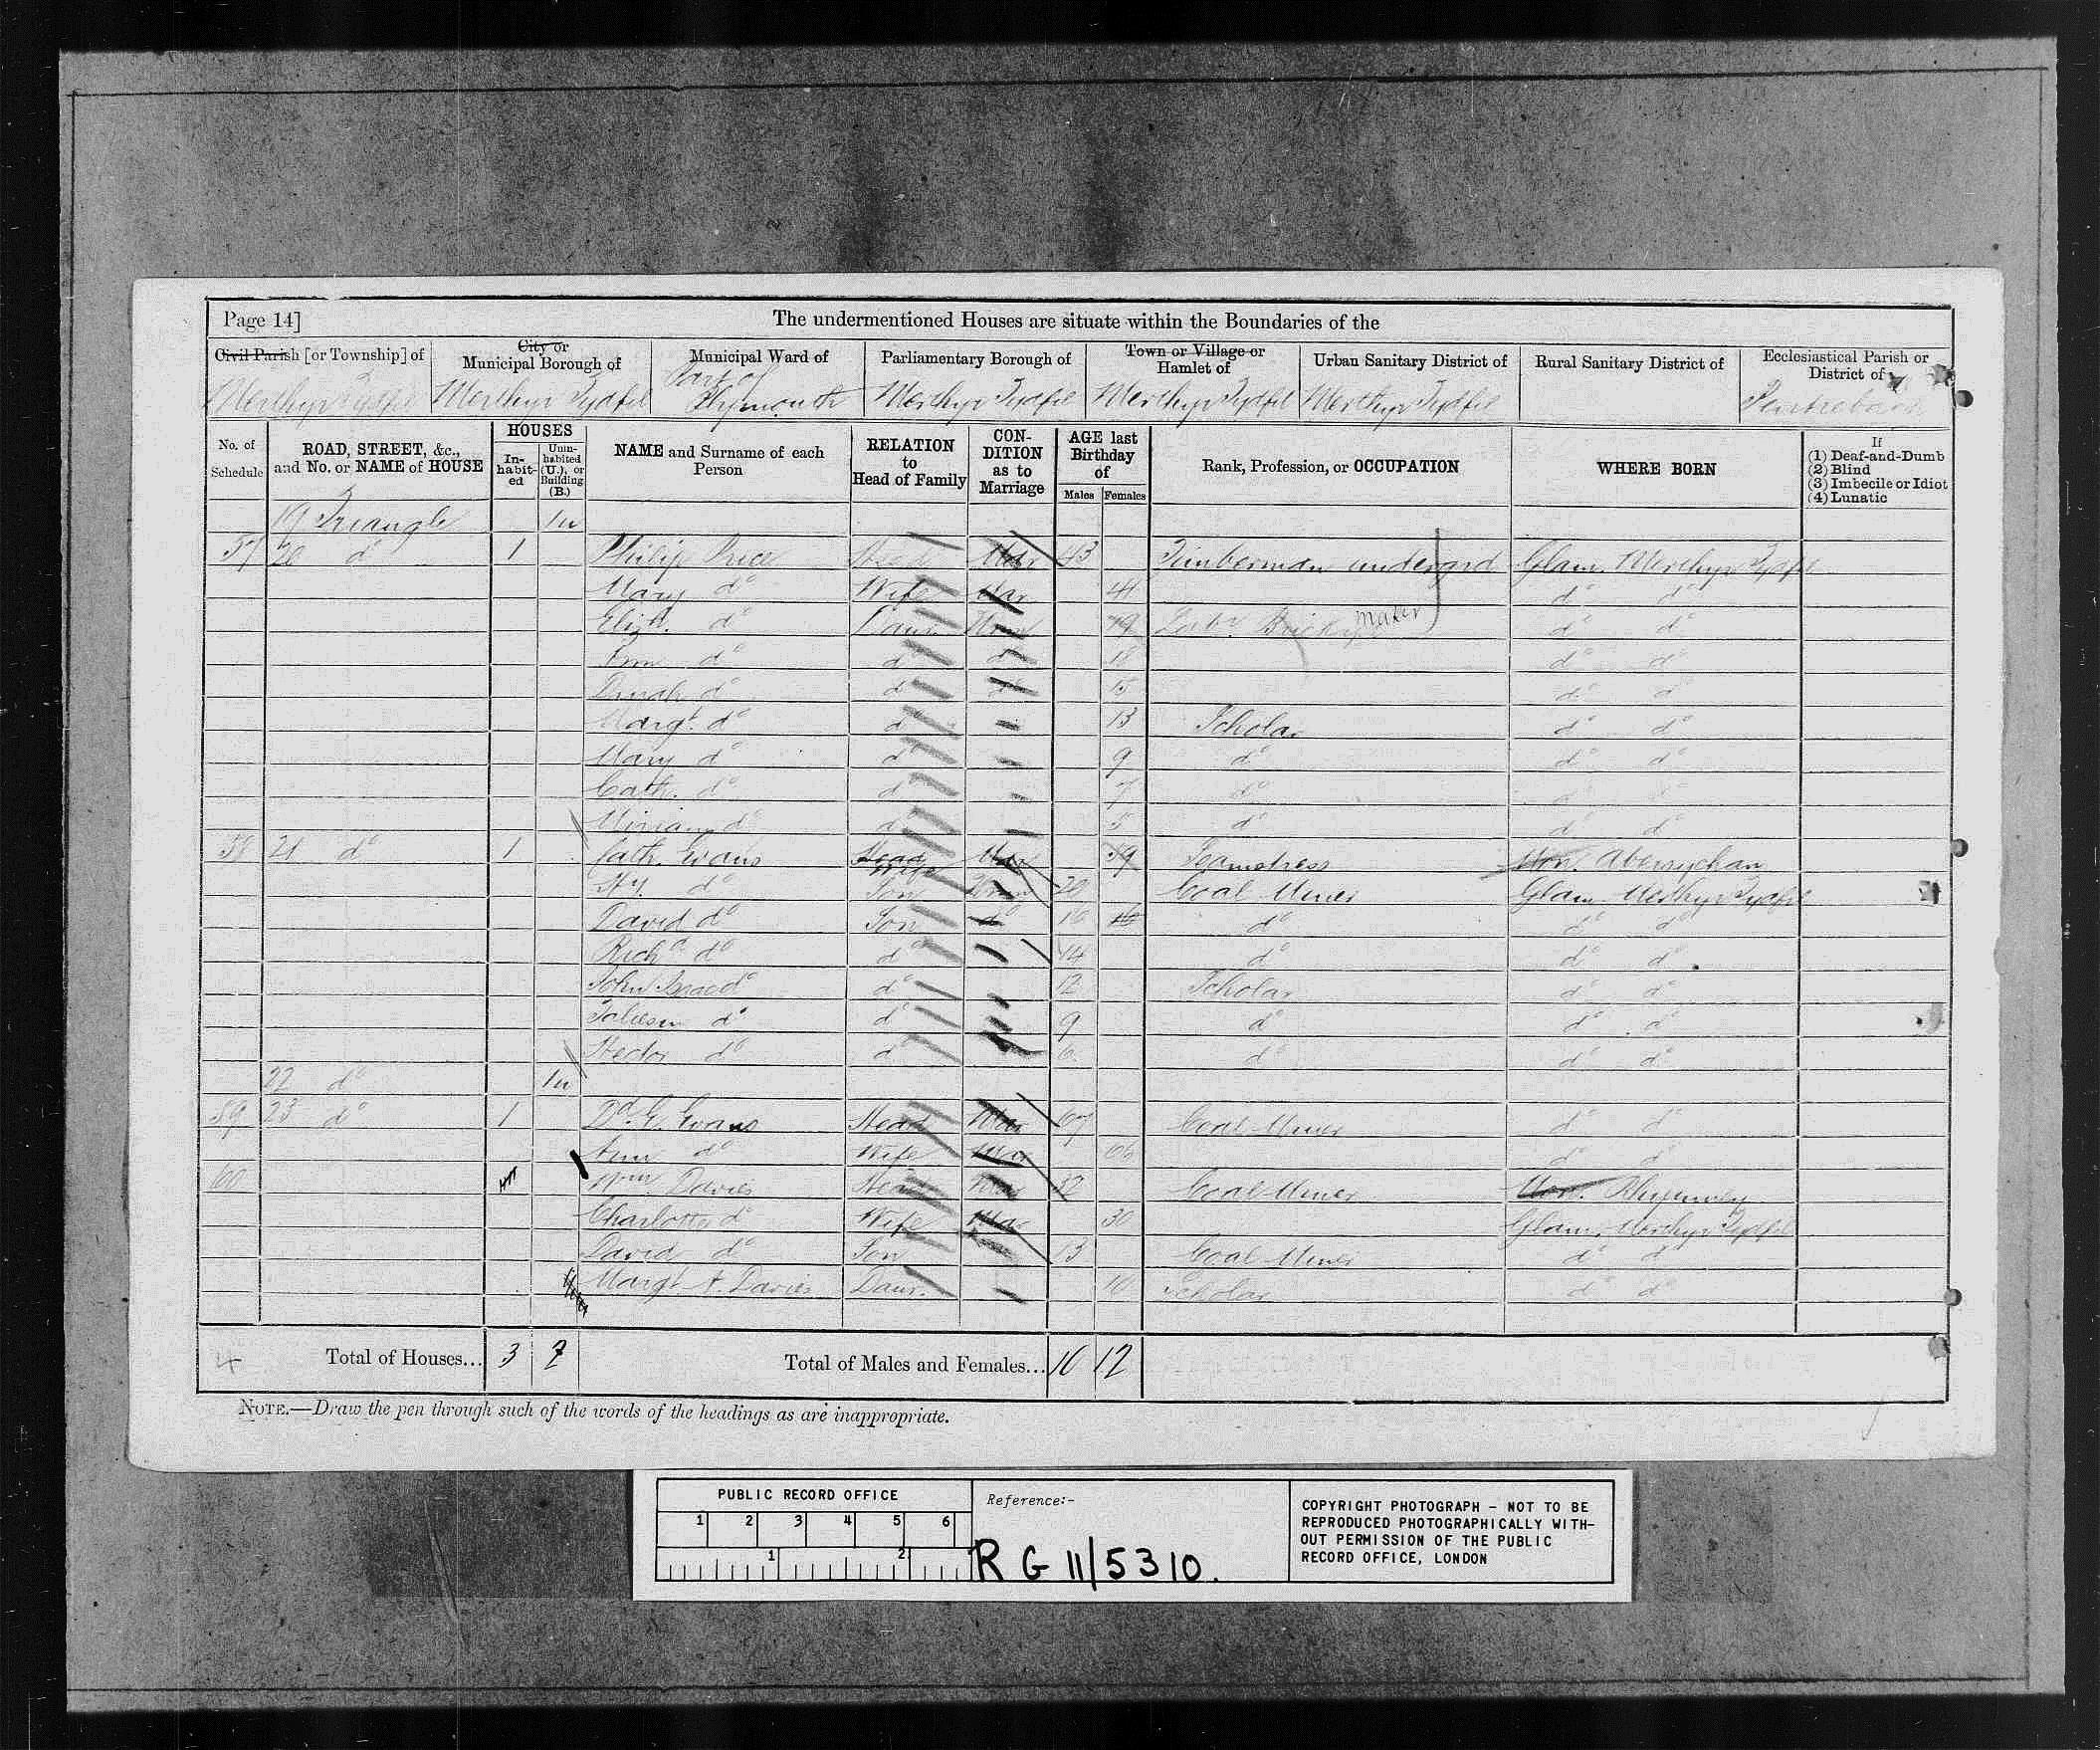 Page 14]
The undermentioned Houses are situate within the Boundaries of the
Civil Parish [or Township] of
City or Municipal Borough of
Municipal Ward of
Parliamentary Borough of
Town or Village or Hamlet of
Urban Sanitary District of
Rural Sanitary District of
Ecclesiastical Parish or District of
Merthyr Tydfil
Merthyr Tydfil
Part of Plymouth
Merthyr Tydfil
Merthyr Tydfil
Merthyr Tydfil
Pentrebach
No. of Schedule
ROAD, STREET, &c., and No. or NAME of HOUSE
HOUSES
In-habit-ed
Unin-habited (U.), or Building (B.)
NAME and Surname of each Person
RELATION to Head of Family
CON-DITION as to Marriage
AGE last Birthday of
Males Females
Rank, Profession, or OCCUPATION
WHERE BORN
If
(1) Deaf-and-Dumb
(2) Blind
(3) Imbecile or Idiot
(4) Lunatic
19 Triangle 1u
57 20 do 1 Philip Price Head Mar 43 Timberman undergrd Glam. Merthyr Tydfil
Mary do Wife Mar 41 do do
Elizth. do Daur. Unm 19 Labr. Brick maker do do
Ann do do do 18 do do
Dinah do do do 15 do do
Margt. do do 13 Scholar do do
Mary do do 9 do do do
Cath. do do 7 do do do
Miriam do do 5 do do do
58 21 do 1 Cath. Evans Head Wife Mar 39 Seamstress Mon. Abersychan
Wm. do Son Unm 20 Coal Miner Glam Merthyr Tydfil
David do Son do 16 16 do do do
Richd do do 14 do do do
John Isaac do do 12 Scholar do do
Taliesin do do 9 do do do
Hector do do 6 do do do
22 do 1u
59 23 do 1 Dd. E. Evans Head Mar 67 Coal Miner do do
Ann do Wife Mar 66 do do
60 Wm Davies Head Mar 32 Coal Miner Mon. Rhymney
Charlotte do Wife Mar 30 Glam. Merthyr Tydfil
David do Son 13 Coal Miner do do
Margt A. Davies Daur. 10 Scholar do do
4 Total of Houses... 3 2 Total of Males and Females... 10 12
NOTE.—Draw the pen through such of the words of the headings as are inappropriate.
PUBLIC RECORD OFFICE
1 2 3 4 5 6
1 2
Reference:-
RG 11/5310.
COPYRIGHT PHOTOGRAPH – NOT TO BE
REPRODUCED PHOTOGRAPHICALLY WITH-
OUT PERMISSION OF THE PUBLIC
RECORD OFFICE, LONDON